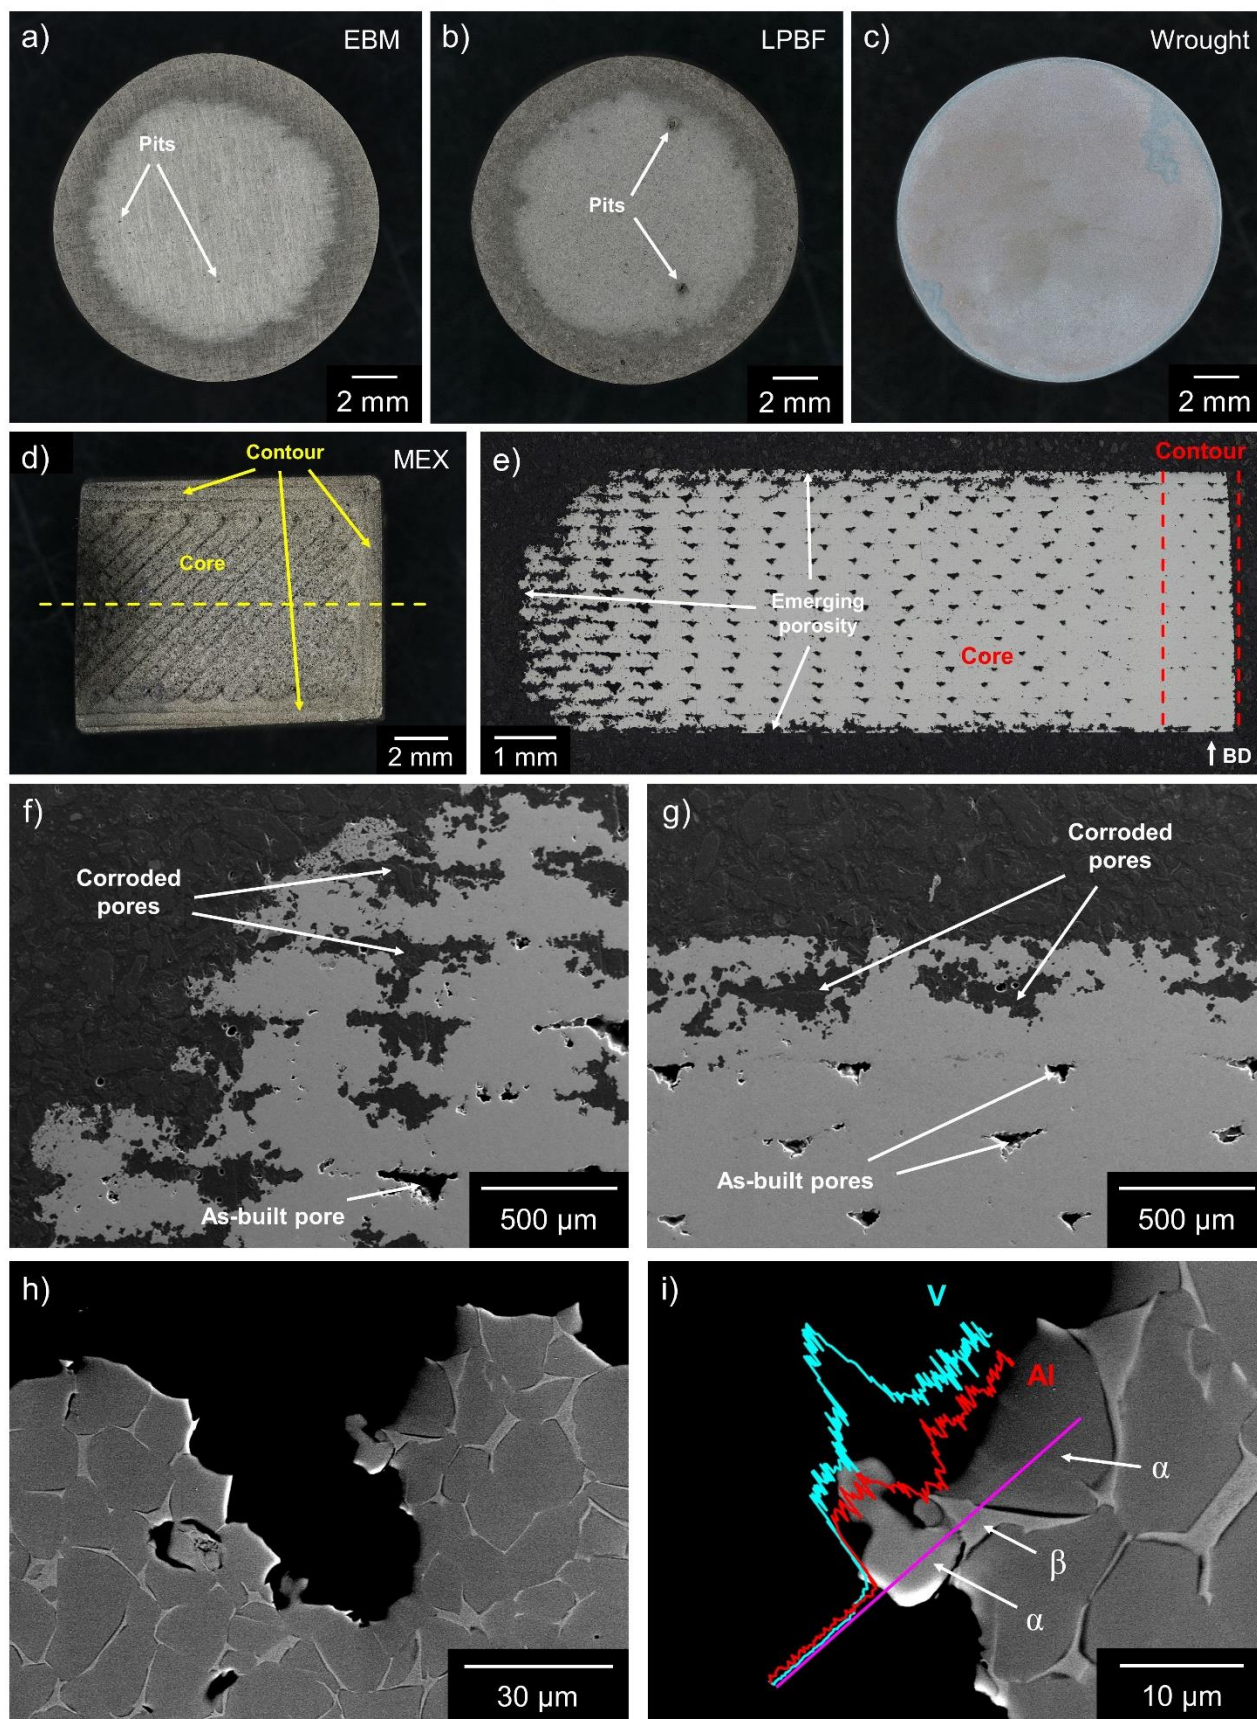 a)
EBM
Pits
2 mm
b)
LPBF
Pits
2 mm
c)
Wrought
2 mm
d)
Contour
MEX
Core
2 mm
e)
Contour
Emerging
porosity
Core
1 mm
BD
f)
Corroded
pores
As-built pore
500 µm
g)
Corroded
pores
As-built pores
500 µm
h)
30 µm
i)
V
Al
α
β
α
10 µm